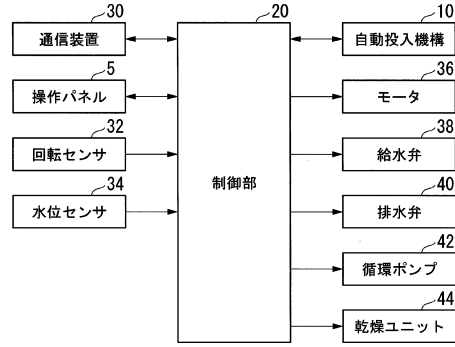 30
通信装置
5
操作パネル
32
回転センサ
34
水位センサ
20
制御部
10
自動投入機構
36
モータ
38
給水弁
40
排水弁
42
循環ポンプ
44
乾燥ユニット